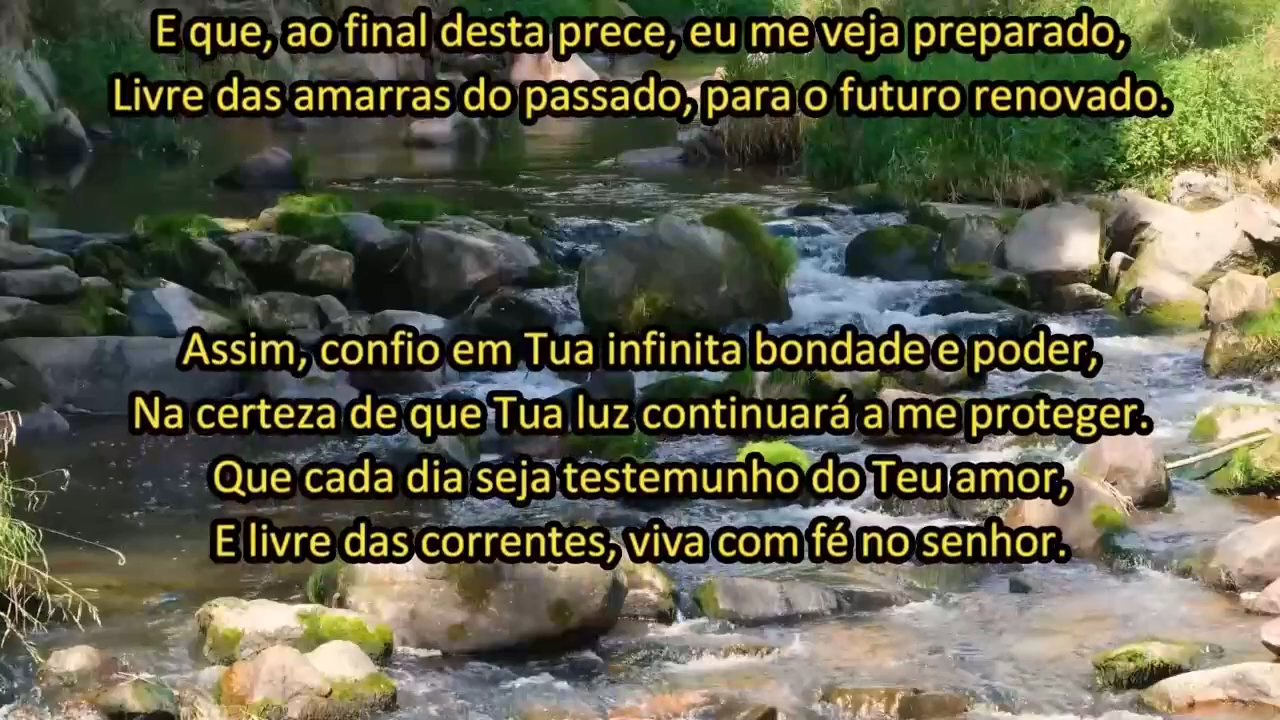 E que, ao final desta prece, eu me veja preparado,
Livre das amarras do passado, para o futuro renovado.
Assim, confio em Tua infinita bondade e poder,
Na certeza de que Tua luz continuará a me proteger.
Que cada dia seja testemunho do Teu amor,
E livre das correntes, viva com fé no senhor.